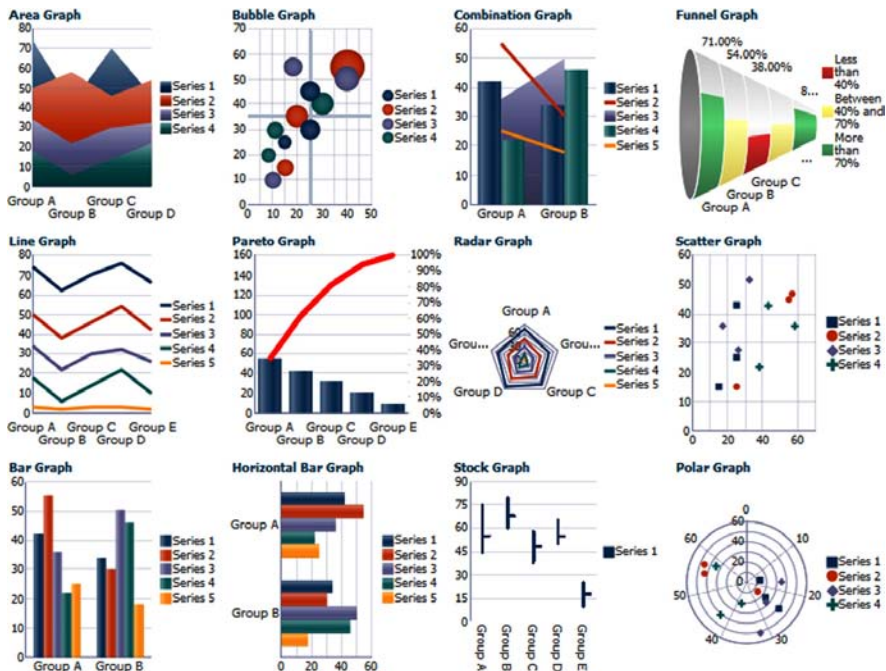 Area Graph
80
70
60
50
40
30
20
10
0
Group A
Group B
Group C
Group D
Series 1
Series 2
Series 3
Series 4
Bubble Graph
70
60
50
40
30
20
10
0
0 10 20 30 40 50
Series 1
Series 2
Series 3
Series 4
Combination Graph
60
50
40
30
20
10
0
Group A Group B
Series 1
Series 2
Series 3
Series 4
Series 5
Funnel Graph
71.00%
54.00%
38.00%
8...
...
Group C
Group B
Group A
Less than 40%
Between 40% and 70%
More than 70%
Line Graph
80
70
60
50
40
30
20
10
0
Group A Group C Group E
Group B Group D
Series 1
Series 2
Series 3
Series 4
Series 5
Pareto Graph
160
140
120
100
80
60
40
20
0
100%
90%
80%
70%
60%
50%
40%
30%
20%
10%
0%
Group A Group C Group E
Group B Group D
Radar Graph
Group A
Grou...
Grou...
Group D
Group C
Series 1
Series 2
Series 3
Series 4
Series 5
Scatter Graph
60
50
40
30
20
10
0
0 20 40 60
Series 1
Series 2
Series 3
Series 4
Bar Graph
60
50
40
30
20
10
0
Group A Group B
Series 1
Series 2
Series 3
Series 4
Series 5
Horizontal Bar Graph
Group A
Group B
0 20 40 60
Series 1
Series 2
Series 3
Series 4
Series 5
Stock Graph
90
75
60
45
30
15
0
Group A
Group B
Group C
Group D
Group E
Series 1
Polar Graph
0
60
60
40
20
0
10
20
30
40
50
Series 1
Series 2
Series 3
Series 4